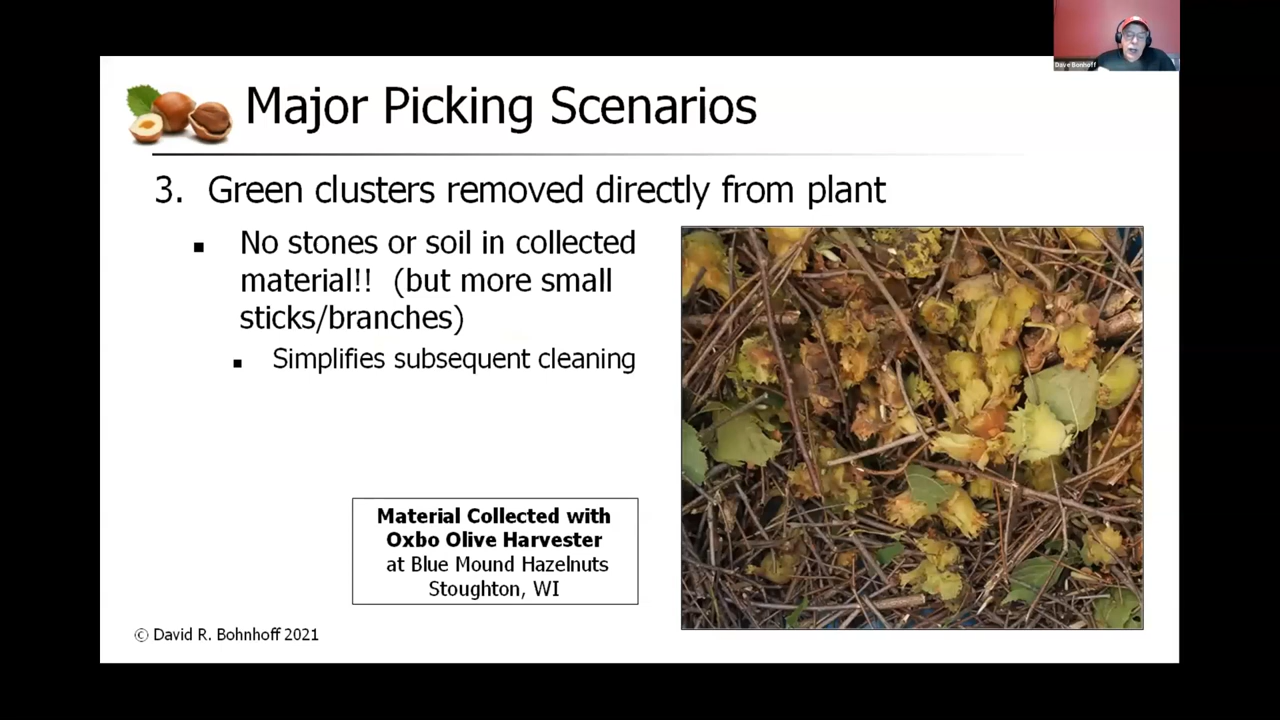 Dave Bonhoff
Major Picking Scenarios
3. Green clusters removed directly from plant
▪ No stones or soil in collected
material!! (but more small
sticks/branches)
▪ Simplifies subsequent cleaning
Material Collected with
Oxbo Olive Harvester
at Blue Mound Hazelnuts
Stoughton, WI
© David R. Bohnhoff 2021